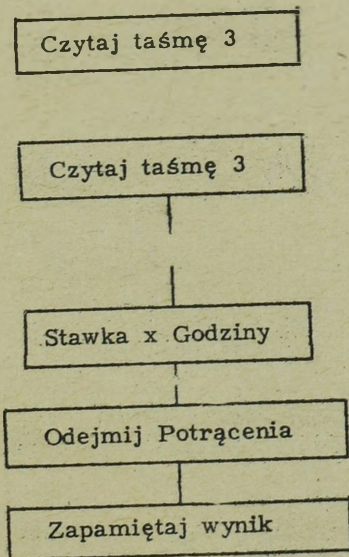 Czytaj taśmę 3
Czytaj taśmę 3
Stawka x Godziny
Odejmij Potrącenia
Zapamiętaj wynik